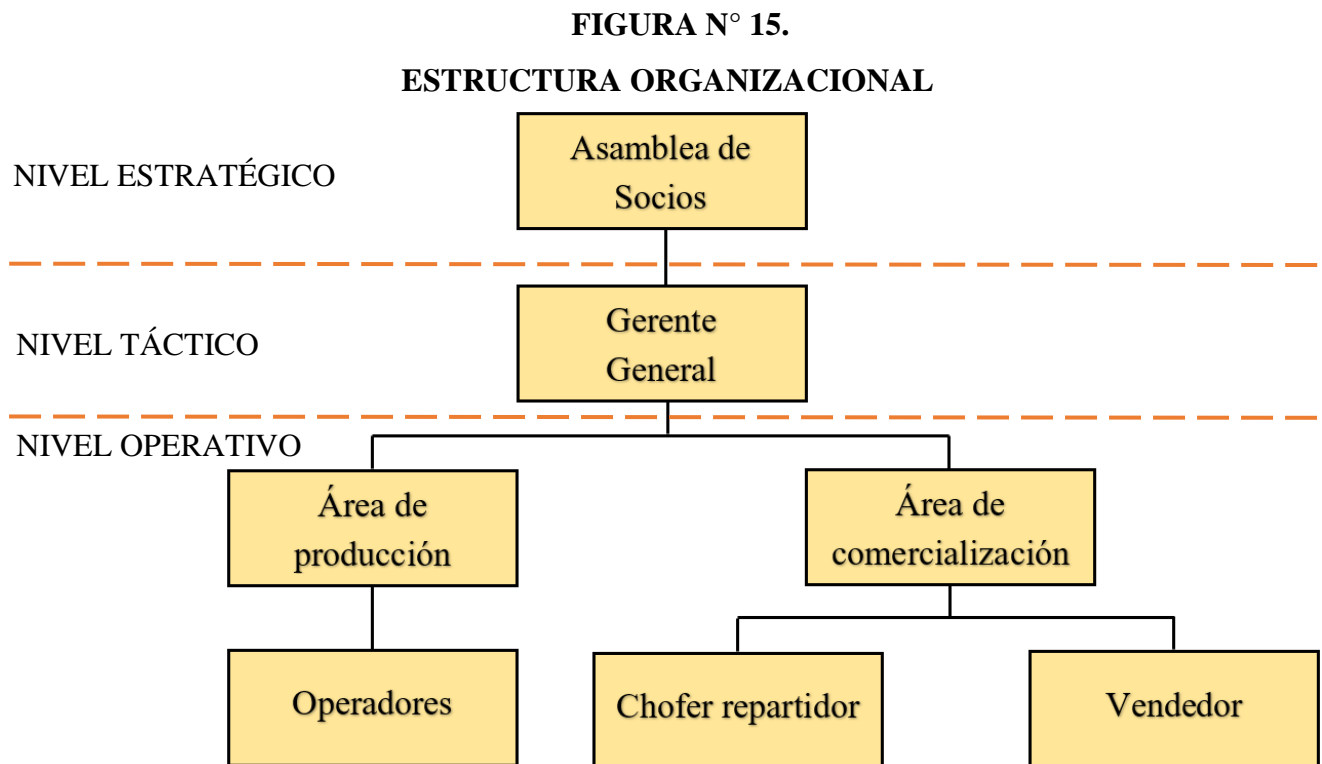 FIGURA N° 15.
ESTRUCTURA ORGANIZACIONAL
NIVEL ESTRATÉGICO
Asamblea de
Socios
NIVEL TÁCTICO
Gerente
General
NIVEL OPERATIVO
Área de
producción
Área de
comercialización
Operadores
Chofer repartidor
Vendedor